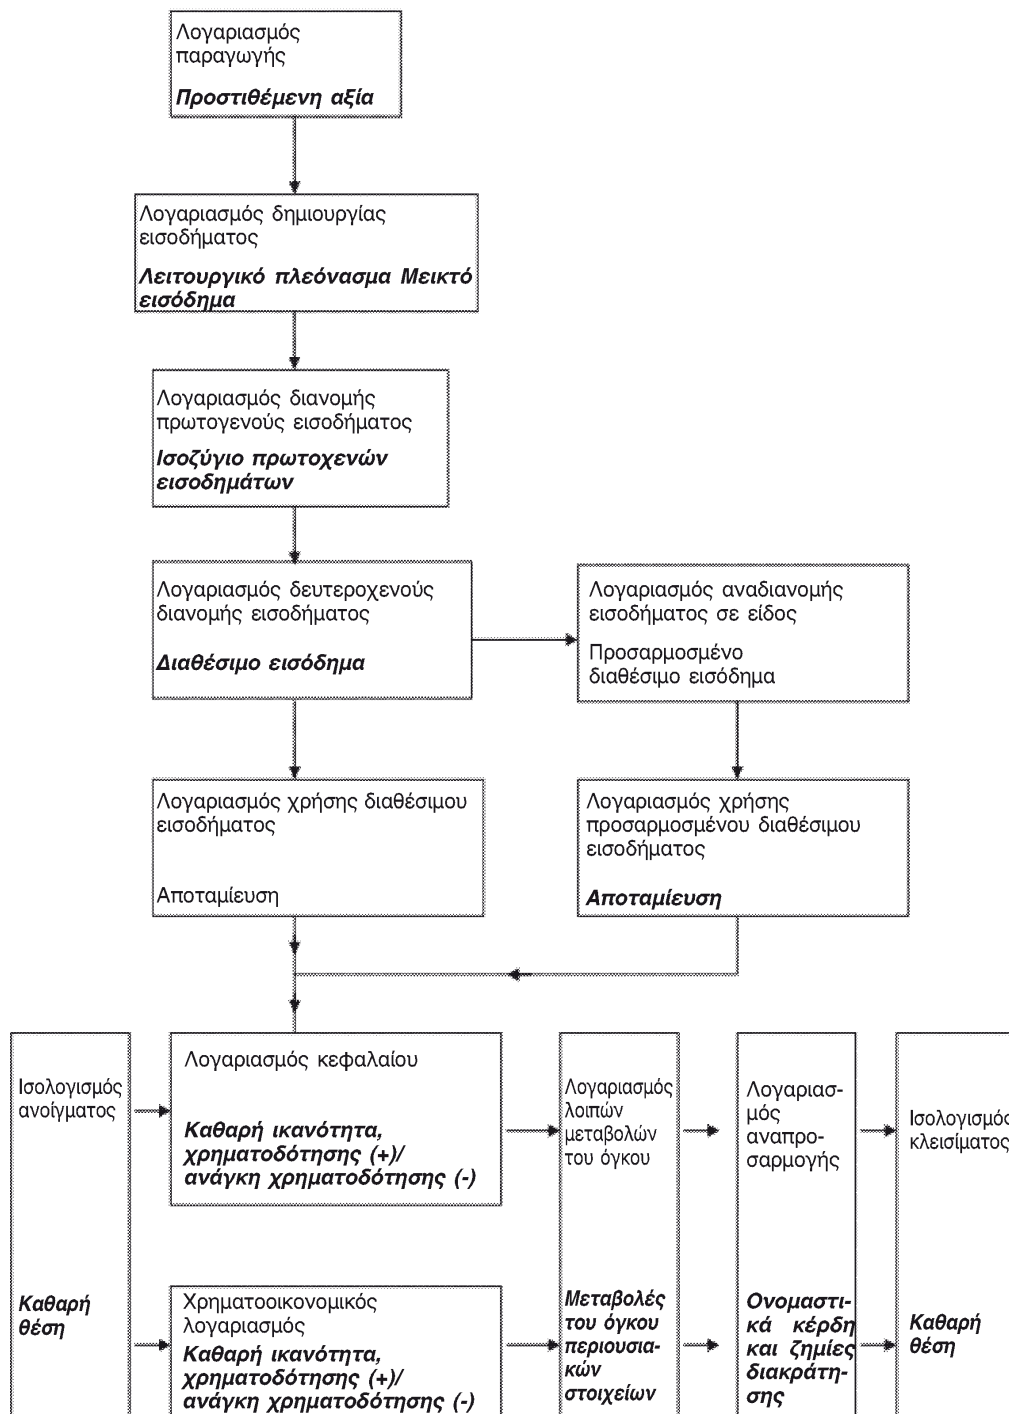 Λογαριασμός
παραγωγής
Προστιθέμενη αξία
Λογαριασμός δημιουργίας
εισοδήματος
Λειτουργικό πλεόνασμα Μεικτό
εισόδημα
Λογαριασμός διανομής
πρωτογενούς εισοδήματος
Ισοζύγιο πρωτοχενών
εισοδημάτων
Λογαριασμός δευτεροχενούς
διανομής εισοδήματος
Διαθέσιμο εισόδημα
Λογαριασμός αναδιανομής
εισοδήματος σε είδος
Προσαρμοσμένο
διαθέσιμο εισόδημα
Λογαριασμός χρήσης διαθέσιμου
εισοδήματος
Αποταμίευση
Λογαριασμός χρήσης
προσαρμοσμένου διαθέσιμου
εισοδήματος
Αποταμίευση
Ισολογισμός
ανοίγματος
Καθαρή
θέση
Λογαριασμός κεφαλαίου
Καθαρή ικανότητα,
χρηματοδότησης (+)/
ανάγκη χρηματοδότησης (-)
Χρηματοοικονομικός
λογαριασμός
Καθαρή ικανότητα,
χρηματοδότησης (+)/
ανάγκη χρηματοδότησης (-)
Λογαριασμός
λοιπών
μεταβολών
του όγκου
Μεταβολές
του όγκου
περιουσια-
κών
στοιχείων
Λογαριασ-
μός
αναπρο-
σαρμογής
Ονομαστι-
κά κέρδη
και ζημίες
διακράτη-
σης
Ισολογισμός
κλεισίματος
Καθαρή
θέση